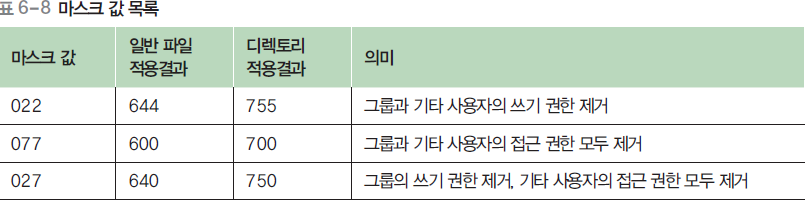 표 6-8 마스크 값 목록
마스크 값 일반 파일 적용결과 디렉토리 적용결과 의미
022 644 755 그룹과 기타 사용자의 쓰기 권한 제거
077 600 700 그룹과 기타 사용자의 접근 권한 모두 제거
027 640 750 그룹의 쓰기 권한 제거, 기타 사용자의 접근 권한 모두 제거